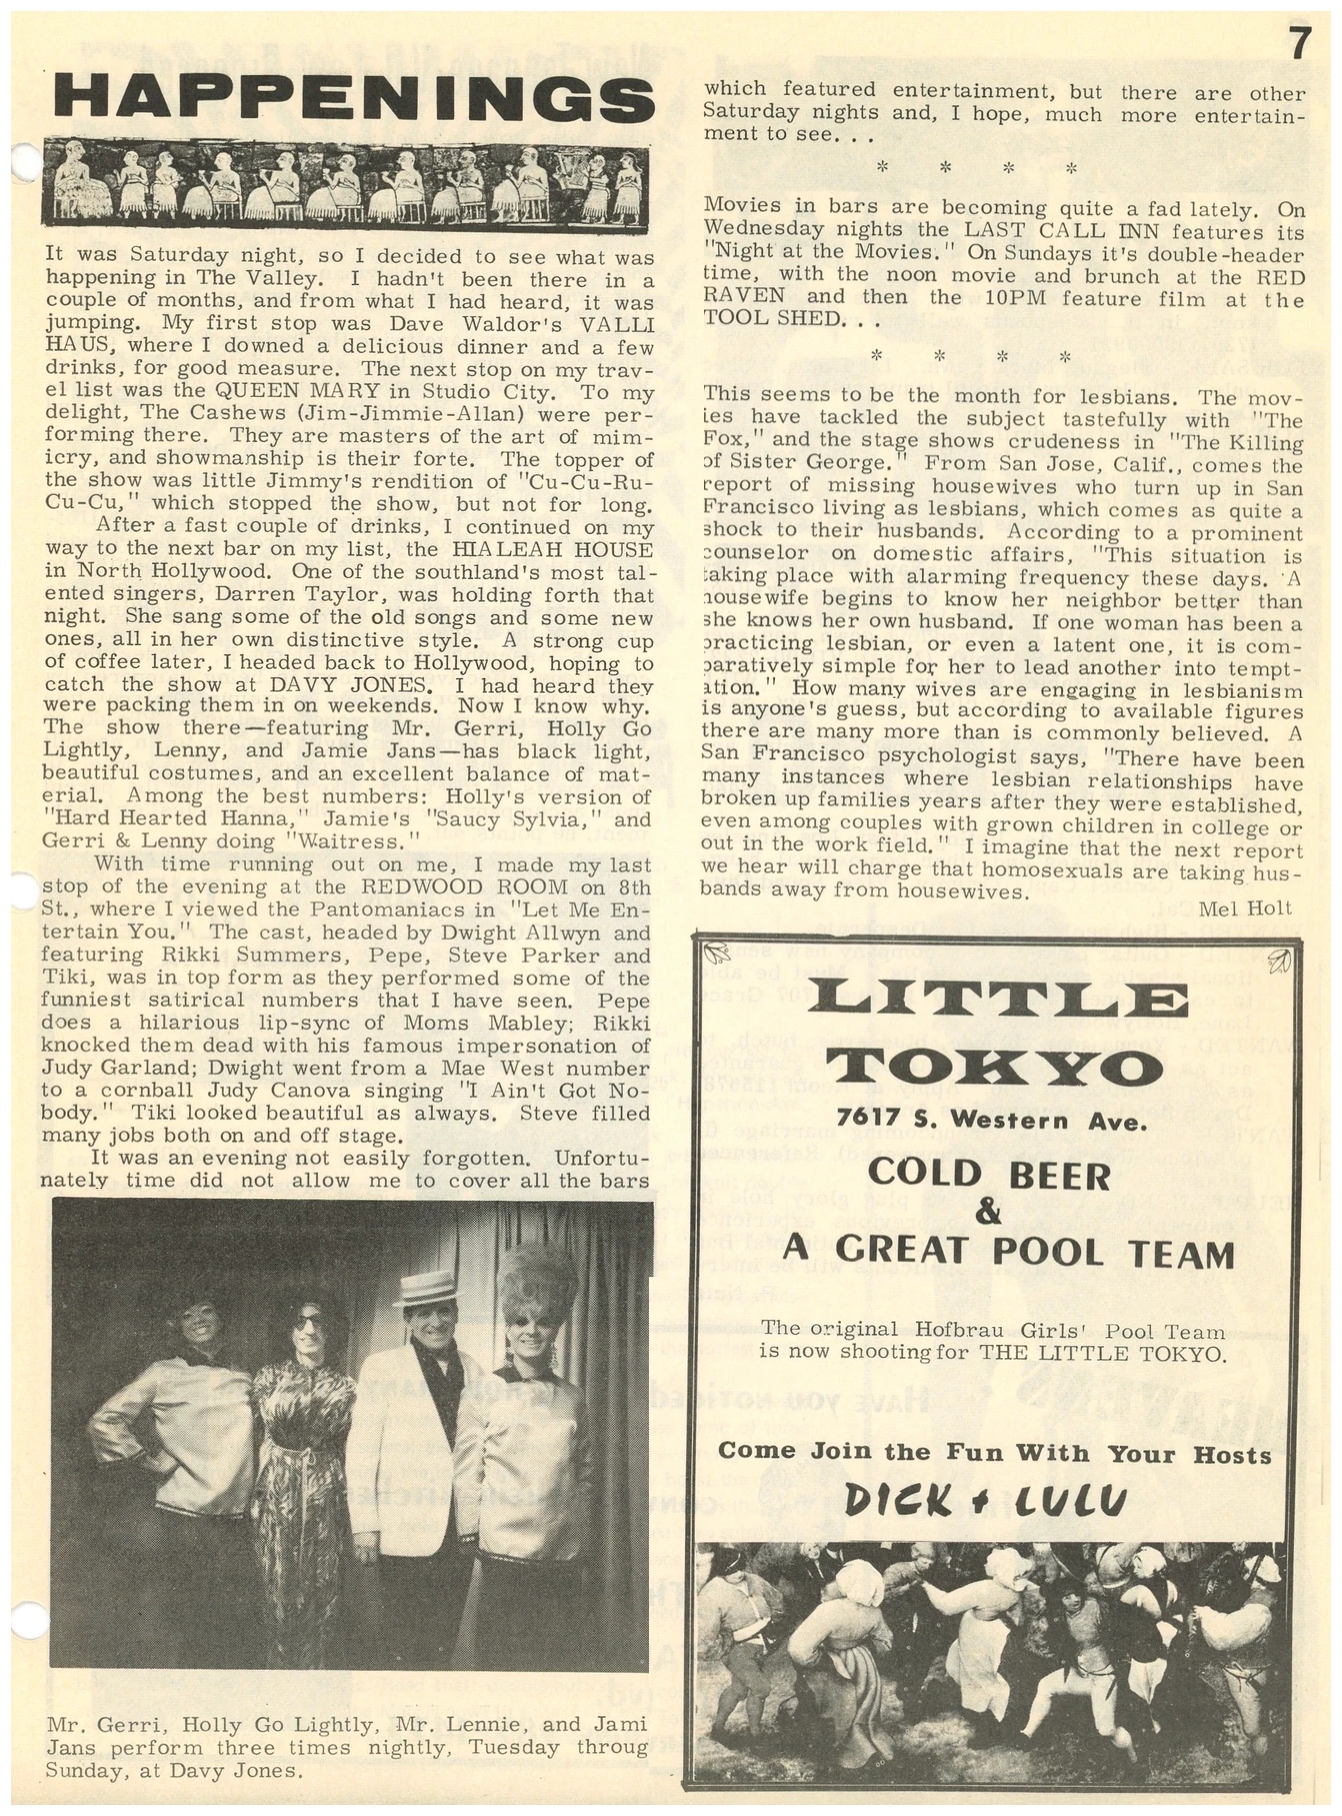 7
HAPPENINGS
It was Saturday night, so I decided to see what was
happening in The Valley. I hadn't been there in a
couple of months, and from what I had heard, it was
jumping. My first stop was Dave Waldor's VALLI
HAUS, where I downed a delicious dinner and a few
drinks, for good measure. The next stop on my trav-
el list was the QUEEN MARY in Studio City. To my
delight, The Cashews (Jim-Jimmie-Allan) were per-
forming there. They are masters of the art of mim-
icry, and showmanship is their forte. The topper of
the show was little Jimmy's rendition of "Cu-Cu-Ru-
Cu-Cu," which stopped the show, but not for long.
After a fast couple of drinks, I continued on my
way to the next bar on my list, the HIALEAH HOUSE
in North Hollywood. One of the southland's most tal-
ented singers, Darren Taylor, was holding forth that
night. She sang some of the old songs and some new
ones, all in her own distinctive style. A strong cup
of coffee later, I headed back to Hollywood, hoping to
catch the show at DAVY JONES. I had heard they
were packing them in on weekends. Now I know why.
The show there—featuring Mr. Gerri, Holly Go
Lightly, Lenny, and Jamie Jans—has black light,
beautiful costumes, and an excellent balance of mat-
erial. Among the best numbers: Holly's version of
"Hard Hearted Hanna," Jamie's "Saucy Sylvia," and
Gerri & Lenny doing "Waitress."
With time running out on me, I made my last
stop of the evening at the REDWOOD ROOM on 8th
St., where I viewed the Pantomaniacs in "Let Me En-
tertain You." The cast, headed by Dwight Allwyn and
featuring Rikki Summers, Pepe, Steve Parker and
Tiki, was in top form as they performed some of the
funniest satirical numbers that I have seen. Pepe
does a hilarious lip-sync of Moms Mabley; Rikki
knocked them dead with his famous impersonation of
Judy Garland; Dwight went from a Mae West number
to a cornball Judy Canova singing "I Ain't Got No-
body." Tiki looked beautiful as always. Steve filled
many jobs both on and off stage.
It was an evening not easily forgotten. Unfortu-
nately time did not allow me to cover all the bars
Mr. Gerri, Holly Go Lightly, Mr. Lennie, and Jami
Jans perform three times nightly, Tuesday throug
Sunday, at Davy Jones.
which featured entertainment, but there are other
Saturday nights and, I hope, much more entertain-
ment to see. . .
* * * *
Movies in bars are becoming quite a fad lately. On
Wednesday nights the LAST CALL INN features its
"Night at the Movies." On Sundays it's double-header
time, with the noon movie and brunch at the RED
RAVEN and then the 10PM feature film at the
TOOL SHED. . .
* * * *
This seems to be the month for lesbians. The mov-
ies have tackled the subject tastefully with "The
Fox," and the stage shows crudeness in "The Killing
of Sister George." From San Jose, Calif., comes the
report of missing housewives who turn up in San
Francisco living as lesbians, which comes as quite a
shock to their husbands. According to a prominent
counselor on domestic affairs, "This situation is
taking place with alarming frequency these days. A
housewife begins to know her neighbor better than
she knows her own husband. If one woman has been a
practicing lesbian, or even a latent one, it is com-
paratively simple for her to lead another into tempt-
ation." How many wives are engaging in lesbianism
is anyone's guess, but according to available figures
there are many more than is commonly believed. A
San Francisco psychologist says, "There have been
many instances where lesbian relationships have
broken up families years after they were established,
even among couples with grown children in college or
out in the work field." I imagine that the next report
we hear will charge that homosexuals are taking hus-
bands away from housewives.
Mel Holt
LITTLE
TOKYO
7617 S. Western Ave.
COLD BEER
&
A GREAT POOL TEAM
The original Hofbrau Girls' Pool Team
is now shooting for THE LITTLE TOKYO.
Come Join the Fun With Your Hosts
DICK + LULU